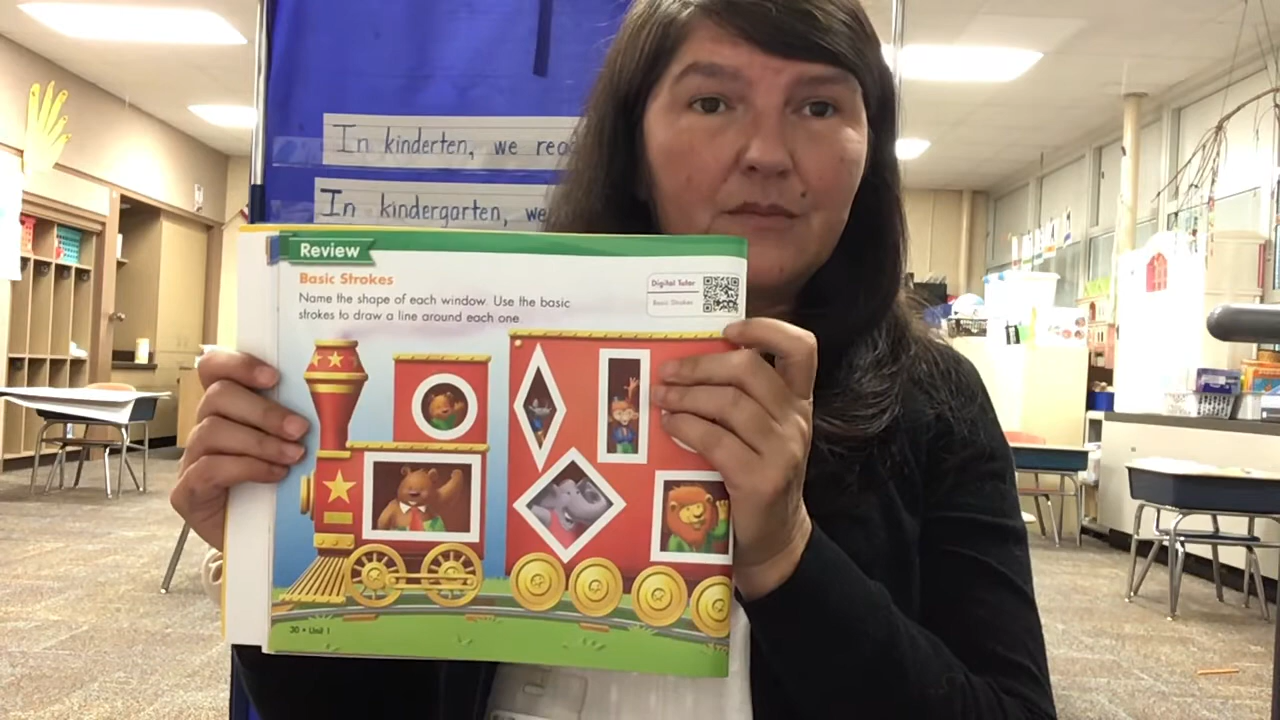 In kinderten, we rea
In kindergarten, we
Review
Basic Strokes
Name the shape of each window. Use the basic
strokes to draw a line around each one.
Digital Tutor
Basic Strokes
30 • Unit 1